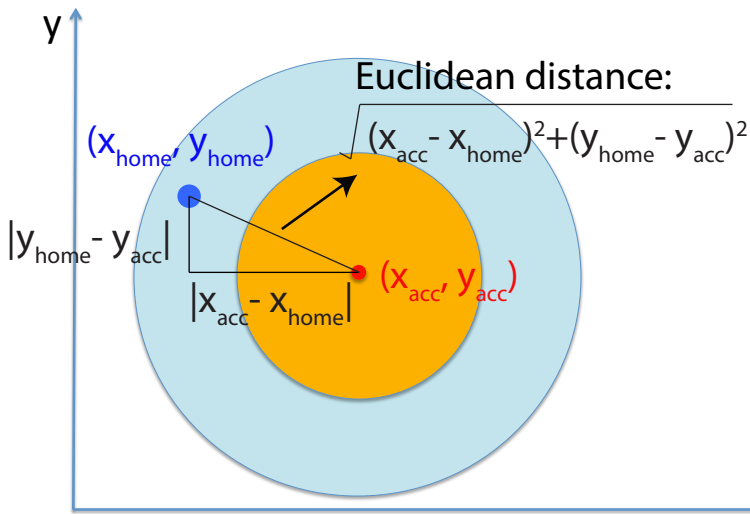 y
Euclidean distance:
√(x_acc - x_home)²+(y_home - y_acc)²
(x_home, y_home)
|y_home - y_acc|
(x_acc, y_acc)
|x_acc - x_home|